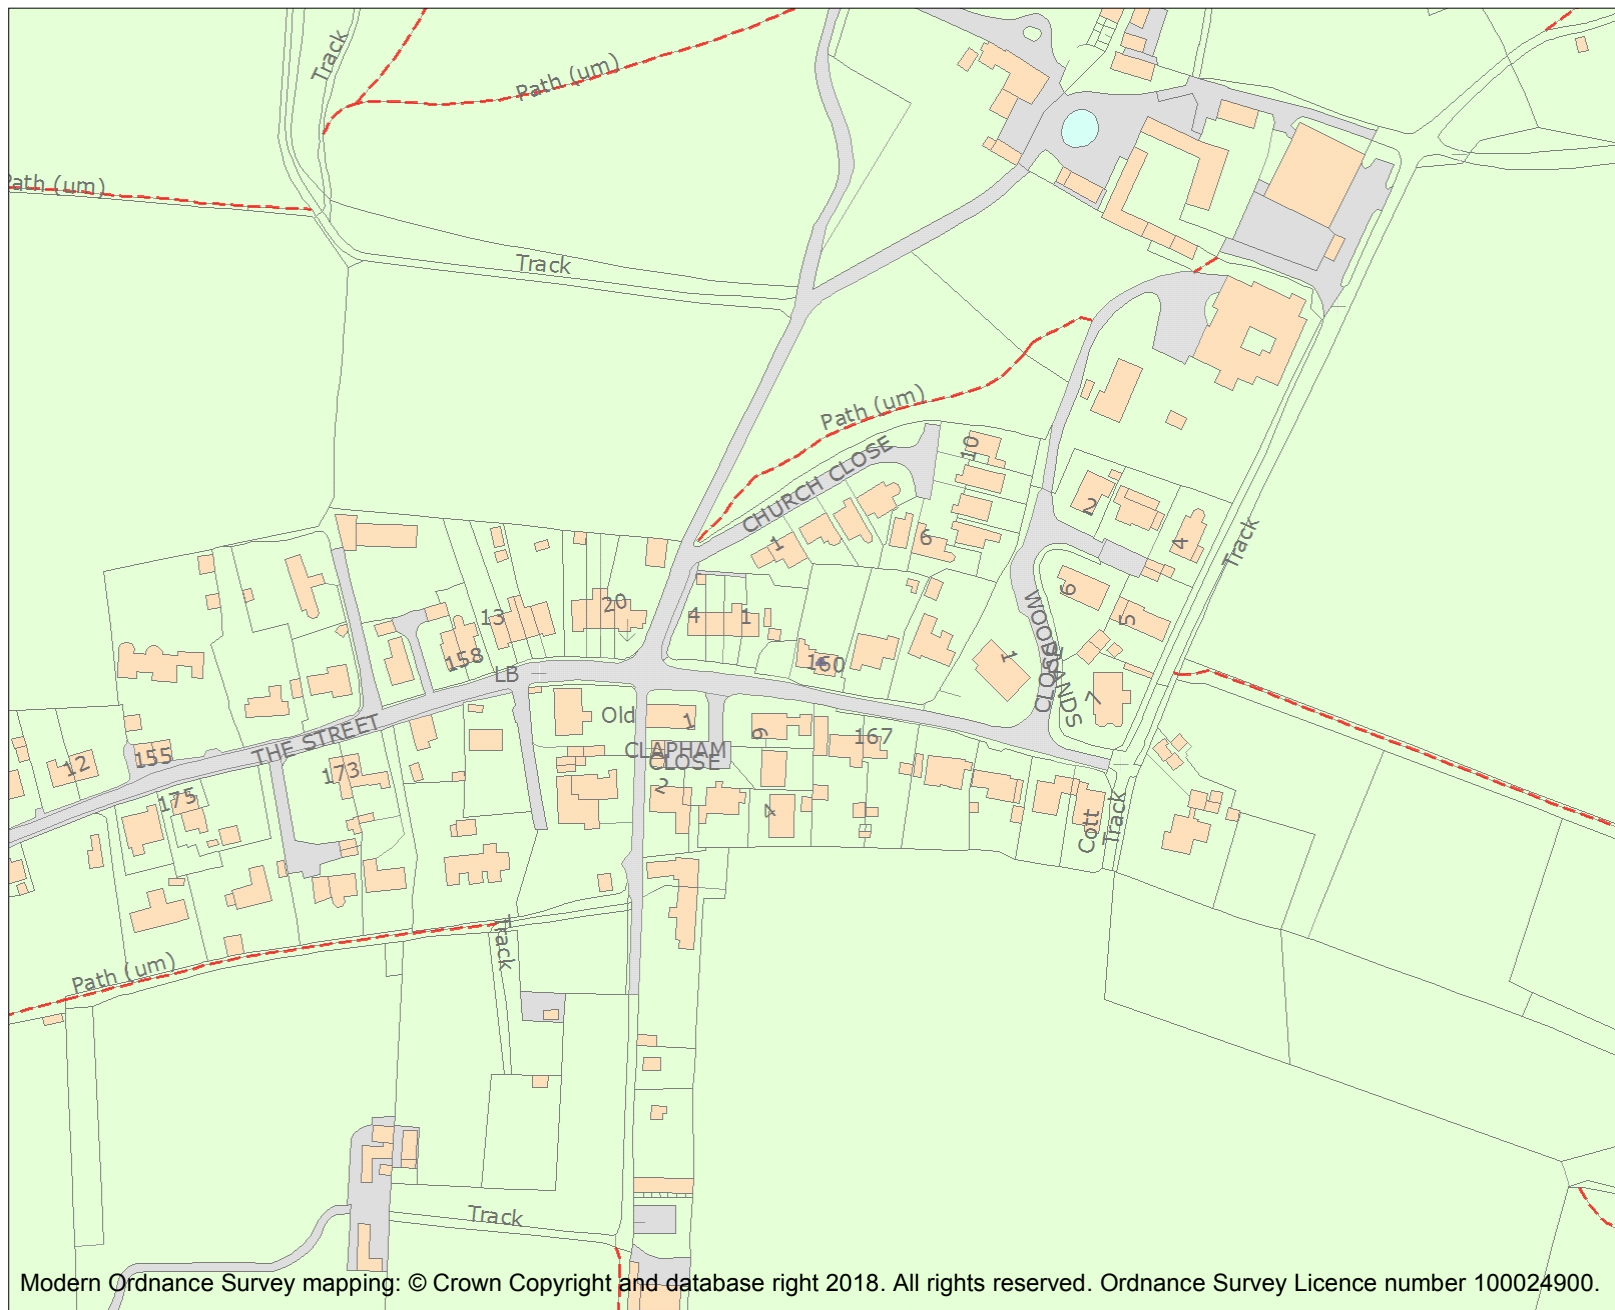 Track
Path (um)
Path (um)
Track
Path (um)
CHURCH CLOSE
10
2
Track
1
6
4
20
13
4
1
6
5
WOODLANDS
CLOSE
158
LB
160
1
7
Old
1
THE STREET
6
167
CLAPHAM
CLOSE
155
12
173
2
175
4
Cott
Track
Track
Path (um)
Track
Modern Ordnance Survey mapping: © Crown Copyright and database right 2018. All rights reserved. Ordnance Survey Licence number 100024900.